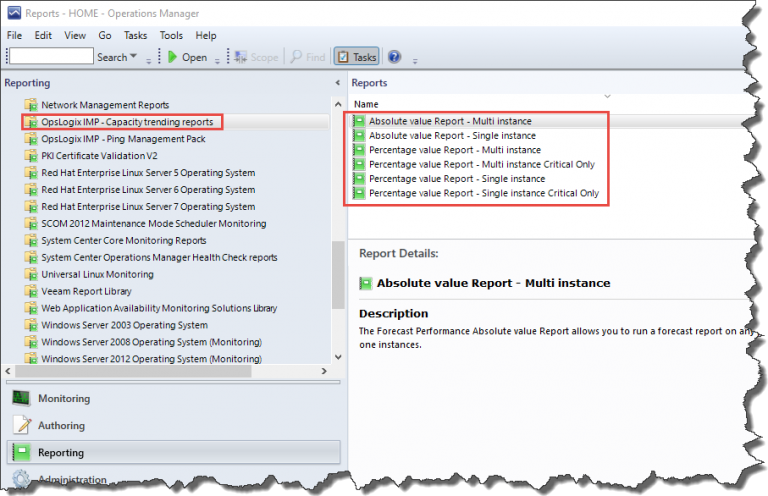 Reports - HOME - Operations Manager
File Edit View Go Tasks Tools Help
Search Open Scope Find Tasks
Reporting
Network Management Reports
OpsLogix IMP - Capacity trending reports
OpsLogix IMP - Ping Management Pack
PKI Certificate Validation V2
Red Hat Enterprise Linux Server 5 Operating System
Red Hat Enterprise Linux Server 6 Operating System
Red Hat Enterprise Linux Server 7 Operating System
SCOM 2012 Maintenance Mode Scheduler Monitoring
System Center Core Monitoring Reports
System Center Operations Manager Health Check reports
Universal Linux Monitoring
Veeam Report Library
Web Application Availability Monitoring Solutions Library
Windows Server 2003 Operating System
Windows Server 2008 Operating System (Monitoring)
Windows Server 2012 Operating System (Monitoring)
Monitoring
Authoring
Reporting
Administration
Reports
Name
Absolute value Report - Multi instance
Absolute value Report - Single instance
Percentage value Report - Multi instance
Percentage value Report - Multi instance Critical Only
Percentage value Report - Single instance
Percentage value Report - Single instance Critical Only
Report Details:
Absolute value Report - Multi instance
Description
The Forecast Performance Absolute value Report allows you to run a forecast report on any
one instances.